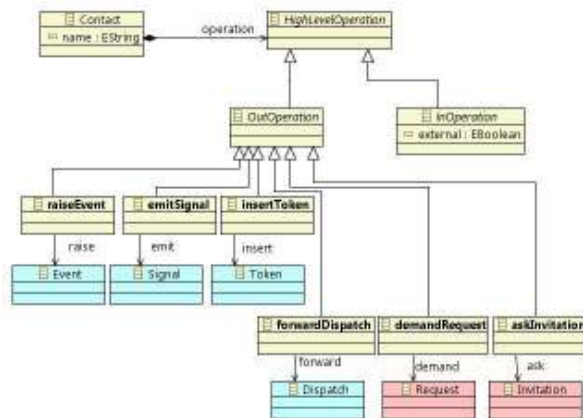 Contact
HighLevelOperation
name : EString
operation
OutOperation
InOperation
external : EBoolean
raiseEvent
emitSignal
insertToken
raise
emit
insert
Event
Signal
Token
forwardDispatch
demandRequest
askInvitation
forward
demand
ask
Dispatch
Request
Invitation